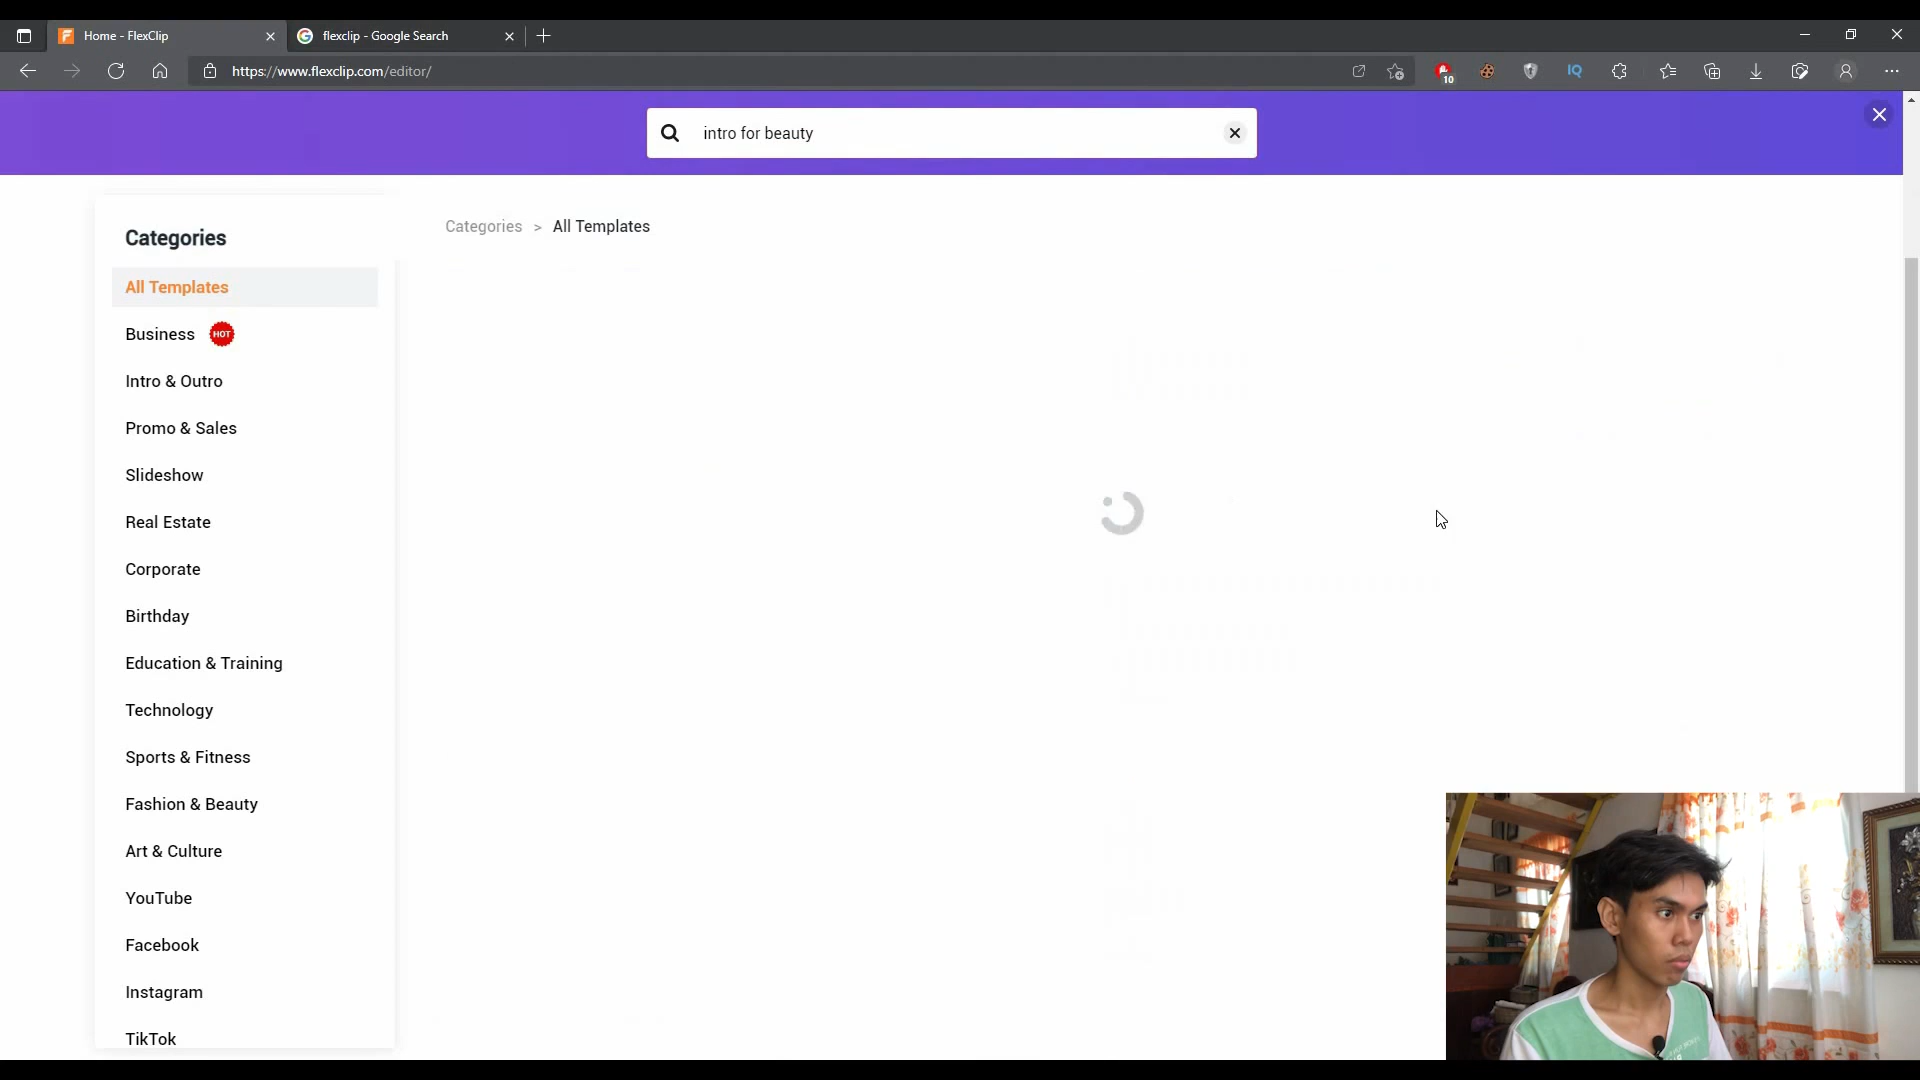 Home - FlexClip
flexclip - Google Search
https://www.flexclip.com/editor/
10
IQ
intro for beauty
Categories > All Templates
Categories
All Templates
Business HOT
Intro & Outro
Promo & Sales
Slideshow
Real Estate
Corporate
Birthday
Education & Training
Technology
Sports & Fitness
Fashion & Beauty
Art & Culture
YouTube
Facebook
Instagram
TikTok